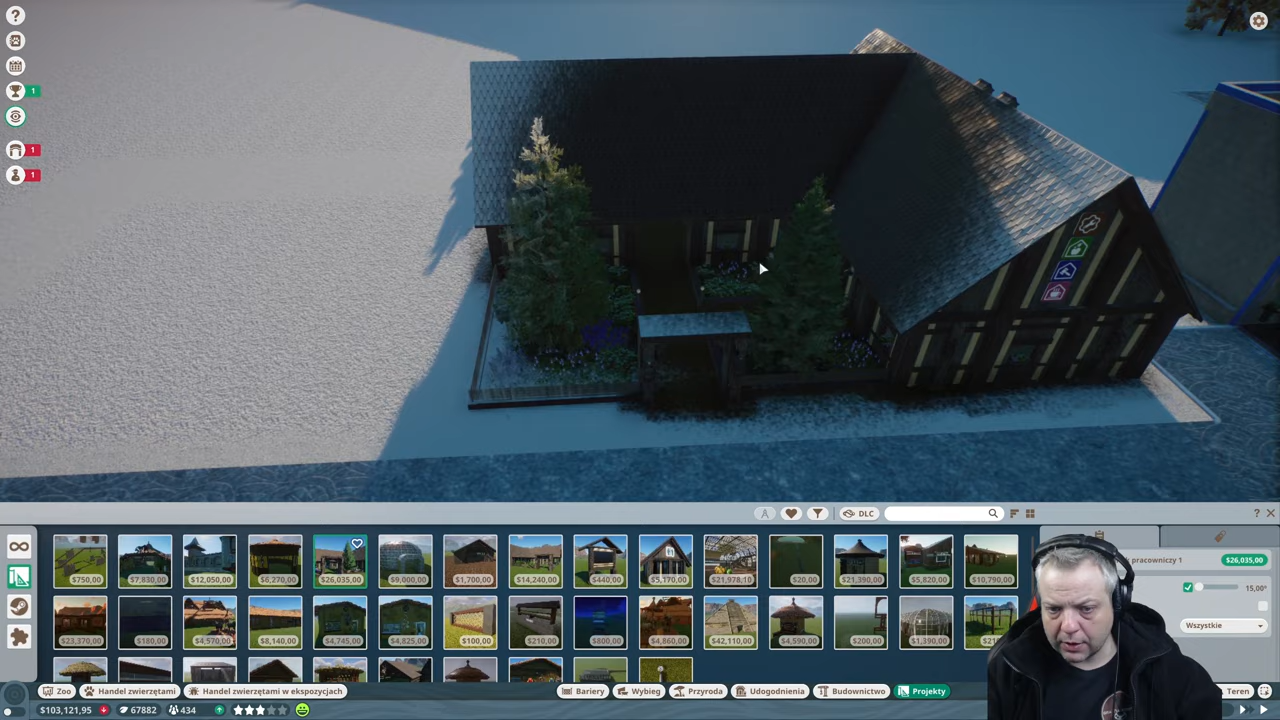 ?
1
1
1
DLC
? ×
$750,00 $7,830,00 $12,050,00 $6,270,00 $26,035,00 $9,000,00 $1,700,00 $14,240,00 $440,00 $5,170,00 $21,978,10 $20,00 $21,390,00 $5,820,00 $10,790,00
$23,370,00 $180,00 $4,570,00 $8,140,00 $4,745,00 $4,825,00 $100,00 $210,00 $800,00 $4,860,00 $42,110,00 $4,590,00 $200,00 $1,390,00
pracowniczy 1 $26,035,00
15,00°
Wszystkie
Zoo Handel zwierzętami Handel zwierzętami w ekspozycjach Bariery Wybieg Przyroda Udogodnienia Budownictwo Projekty Teren
$103,121,95 67882 434